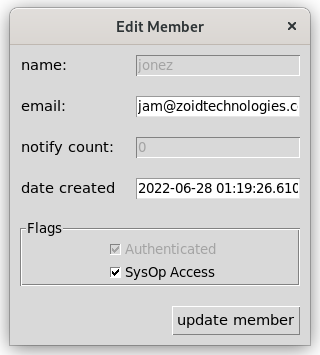 Edit Member ×
name: jonez
email: jam@zoidtechnologies.c
notify count: 0
date created 2022-06-28 01:19:26.610
Flags
Authenticated
SysOp Access
update member